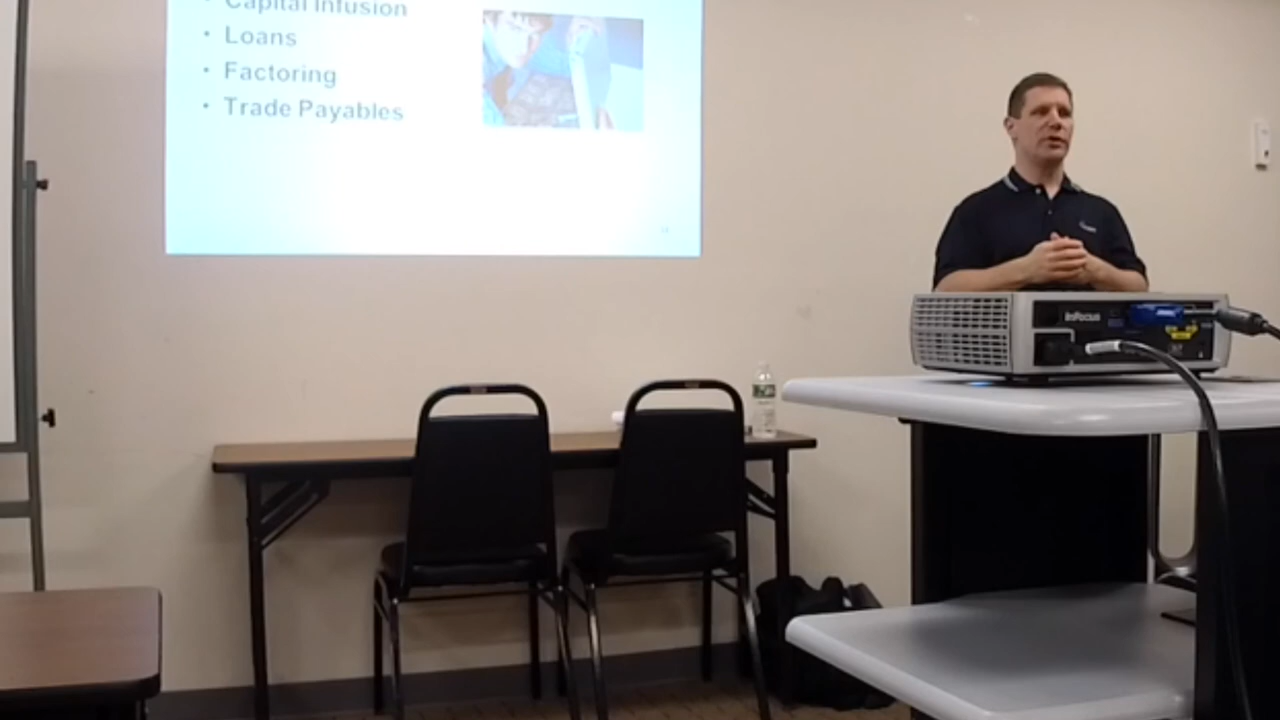 Capital Infusion
Loans
Factoring
Trade Payables
InFocus